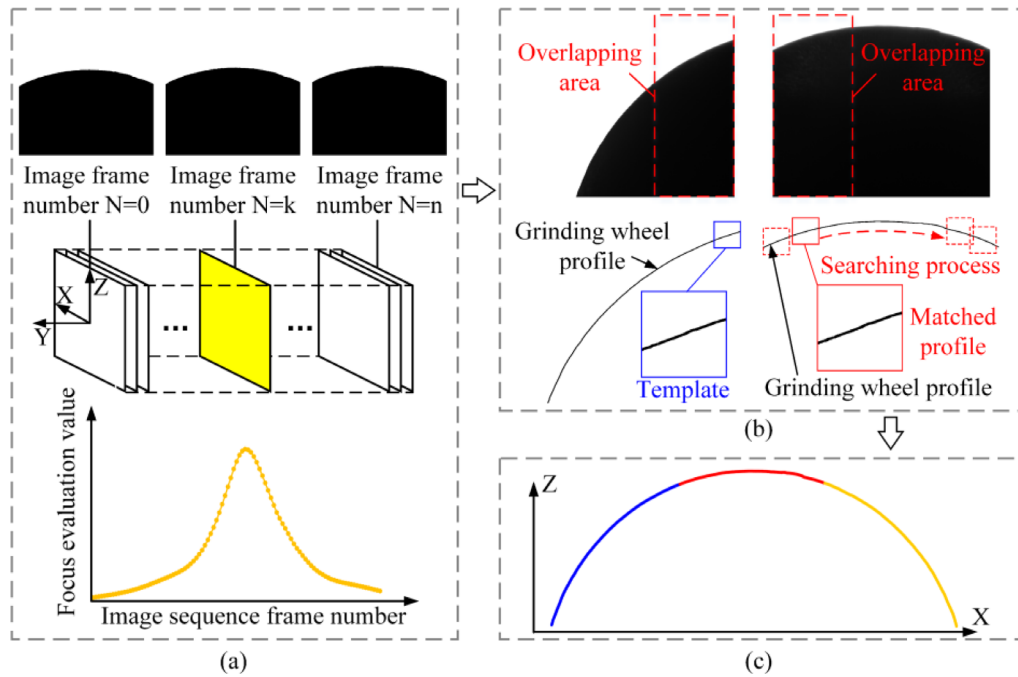 Image frame
number N=0
Image frame
number N=k
Image frame
number N=n
Z
X
Y
...
...
Focus evaluation value
Image sequence frame number
(a)
Overlapping
area
Overlapping
area
Grinding wheel
profile
Template
Searching process
Matched
profile
Grinding wheel profile
(b)
Z
X
(c)